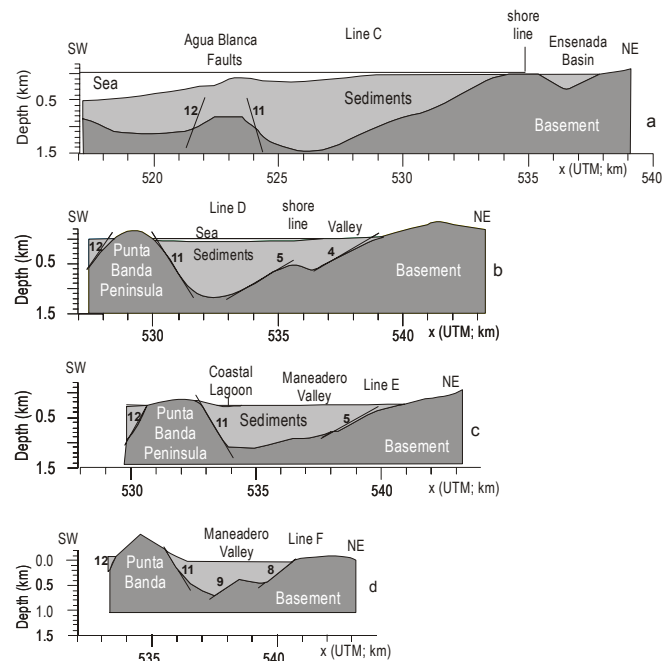 Line C
shore
line
SW
Agua Blanca
Faults
Ensenada
Basin
NE
Sea
0.5
12
11
Sediments
Basement
Depth (km)
1.5
a
x (UTM; km)
520
525
530
535
540
SW
Line D
shore
line
NE
Sea
Valley
12
Punta
Banda
Peninsula
11
Sediments
5
4
0.5
Basement
b
Depth (km)
1.5
530
535
540
x (UTM; km)
SW
Coastal
Lagoon
Maneadero
Valley
Line E
NE
0.5
12
Punta
Banda
Peninsula
11
Sediments
5
Basement
c
Depth (km)
1.5
530
535
540
x (UTM; km)
SW
Maneadero
Valley
Line F
NE
0.0
12
Punta
Banda
11
9
8
0.5
Basement
d
1.0
Depth (km)
1.5
535
540
x (UTM; km)